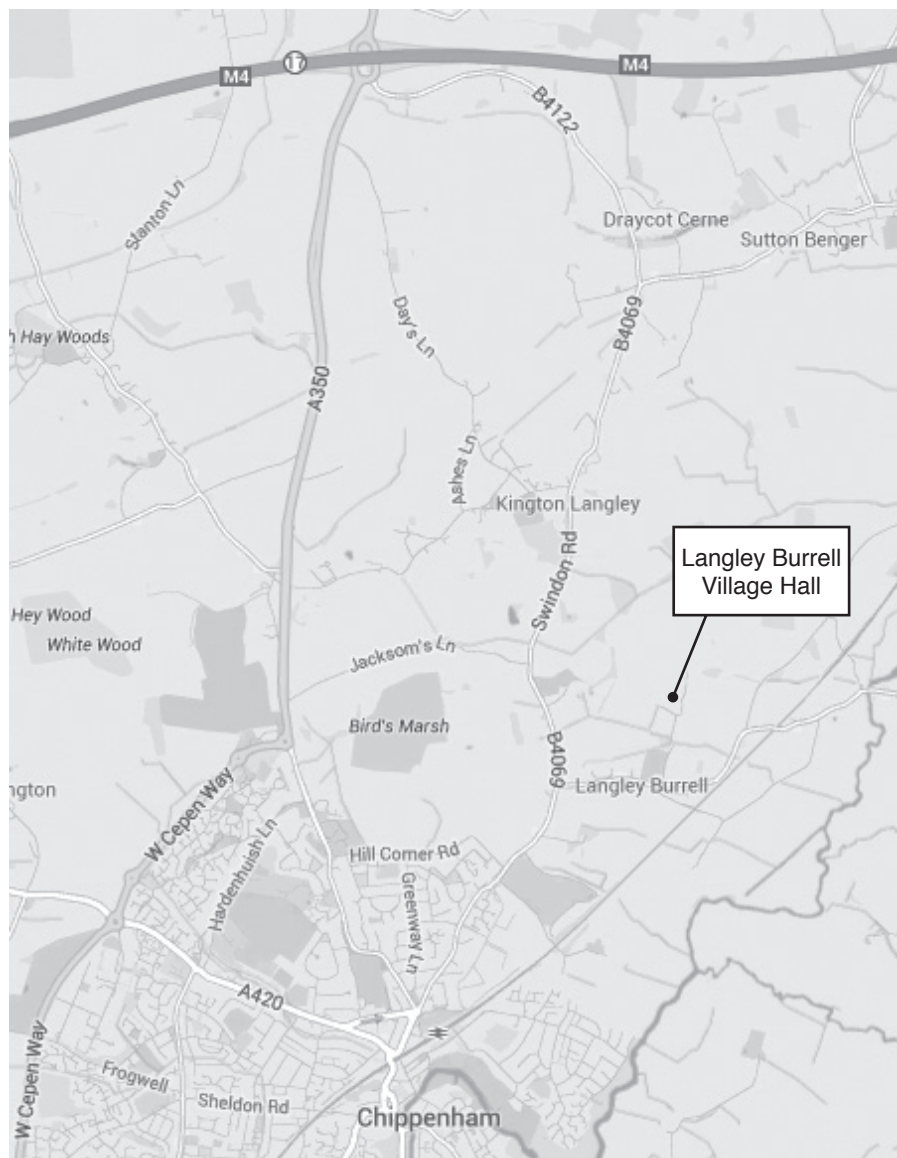 17
M4
M4
B4122
Stanton Ln
Draycot Cerne
Sutton Benger
Day's Ln
B4069
h Hay Woods
A350
Ashes Ln
Kington Langley
Swindon Rd
Langley Burrell
Village Hall
Hey Wood
White Wood
Jacksom's Ln
Bird's Marsh
B4069
ngton
Langley Burrell
W Cepen Way
Hardenhuish Ln
Hill Corner Rd
Greenway Ln
A420
W Cepen Way
Frogwell
Sheldon Rd
Chippenham